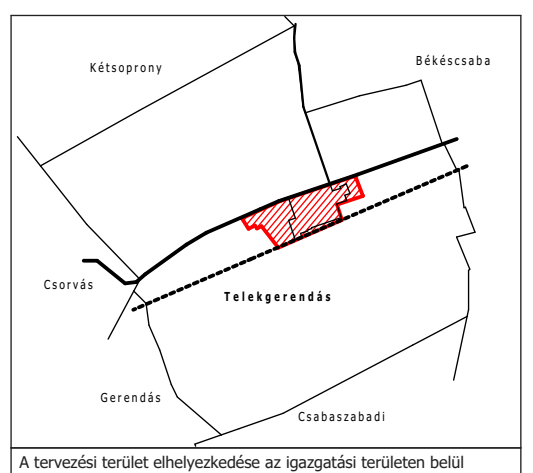 Kétsoprony
Békéscsaba
Csorvás
Telekgerendás
Gerendás
Csabaszabadi
A tervezési terület elhelyezkedése az igazgatási területen belül